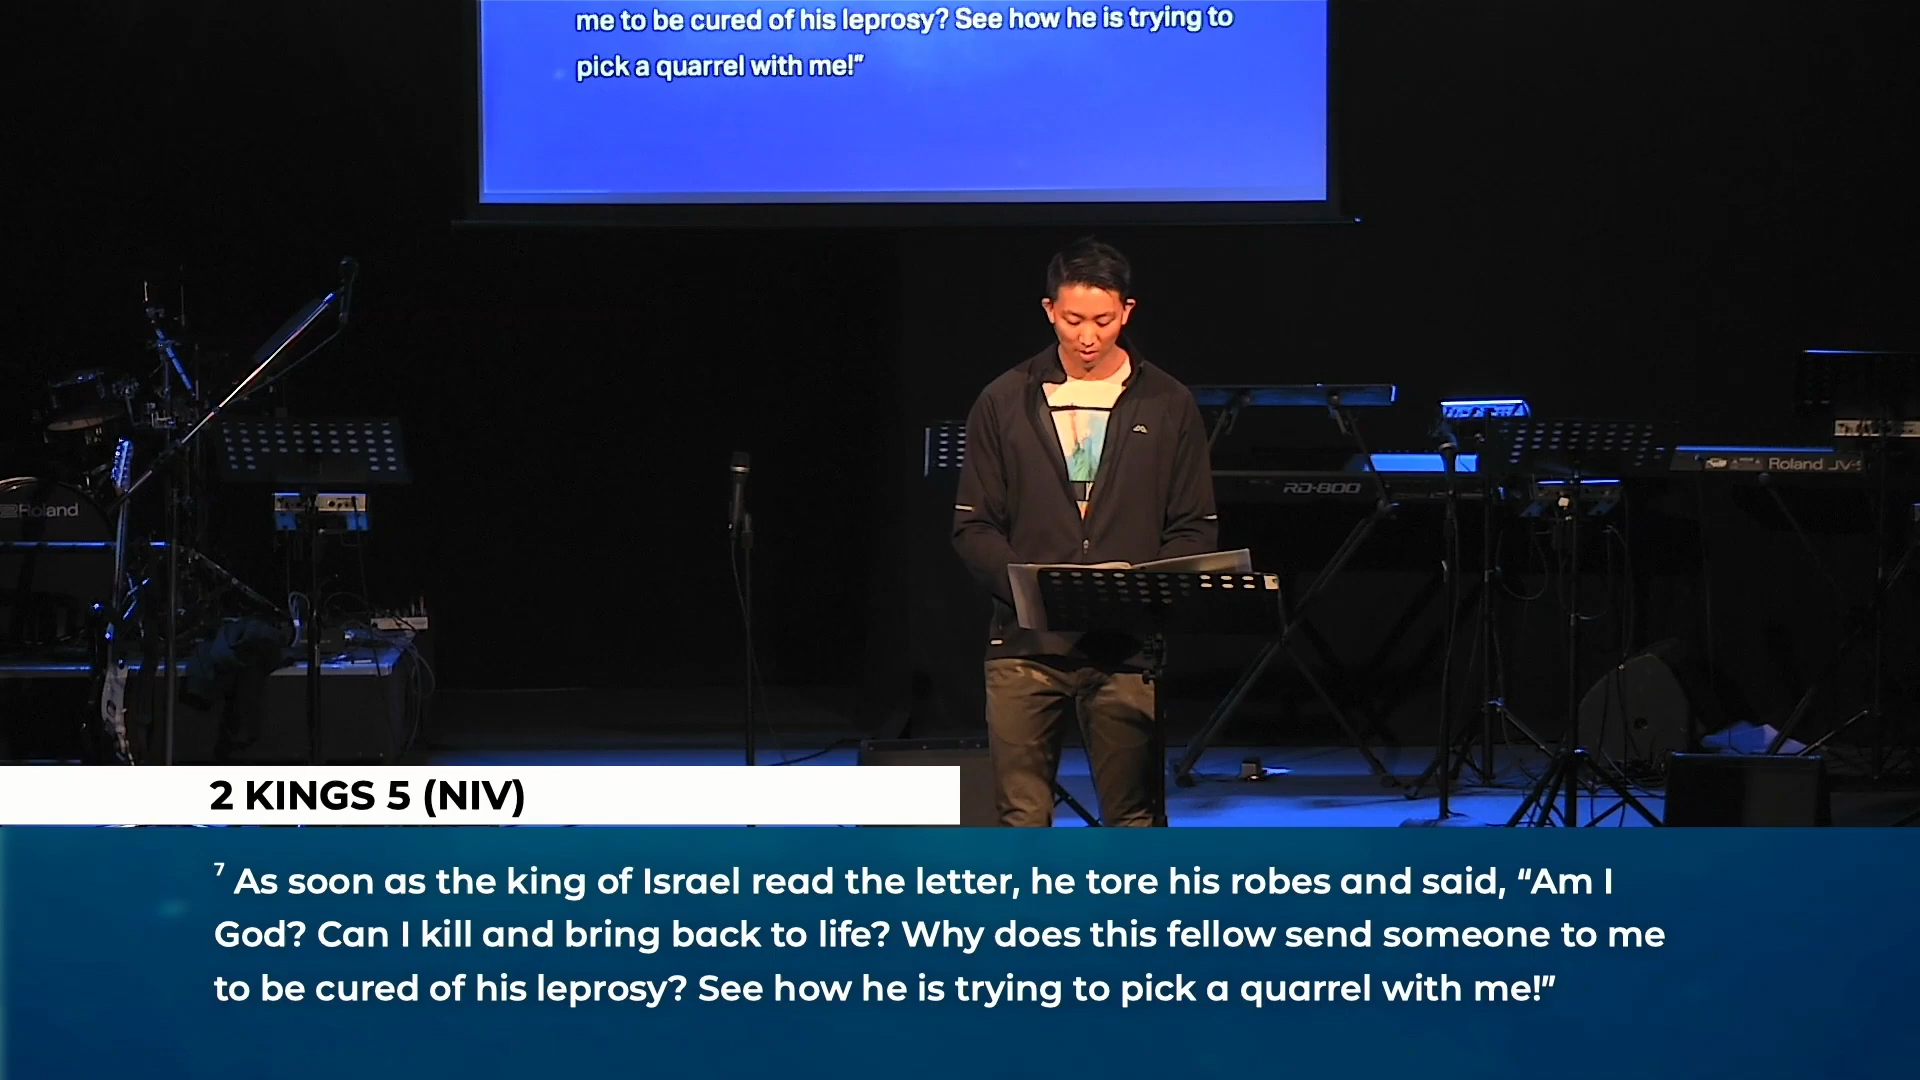 me to be cured of his leprosy? See how he is trying to
pick a quarrel with me!"
Roland
RD-800
Roland JV-
2 KINGS 5 (NIV)
7 As soon as the king of Israel read the letter, he tore his robes and said, "Am I
God? Can I kill and bring back to life? Why does this fellow send someone to me
to be cured of his leprosy? See how he is trying to pick a quarrel with me!"